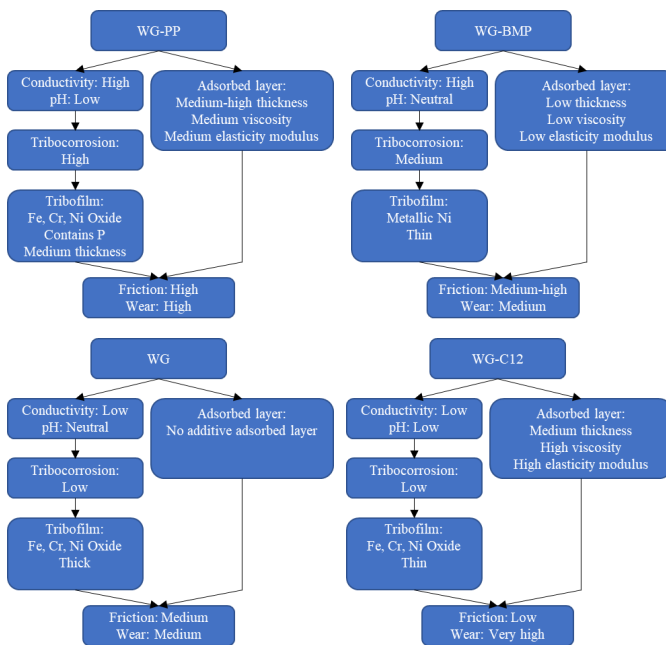 WG-PP
Conductivity: High
pH: Low
Adsorbed layer:
Medium-high thickness
Medium viscosity
Medium elasticity modulus
Tribocorrosion:
High
Tribofilm:
Fe, Cr, Ni Oxide
Contains P
Medium thickness
Friction: High
Wear: High
WG-BMP
Conductivity: High
pH: Neutral
Adsorbed layer:
Low thickness
Low viscosity
Low elasticity modulus
Tribocorrosion:
Medium
Tribofilm:
Metallic Ni
Thin
Friction: Medium-high
Wear: Medium
WG
Conductivity: Low
pH: Neutral
Adsorbed layer:
No additive adsorbed layer
Tribocorrosion:
Low
Tribofilm:
Fe, Cr, Ni Oxide
Thick
Friction: Medium
Wear: Medium
WG-C12
Conductivity: Low
pH: Low
Adsorbed layer:
Medium thickness
High viscosity
High elasticity modulus
Tribocorrosion:
Low
Tribofilm:
Fe, Cr, Ni Oxide
Thin
Friction: Low
Wear: Very high